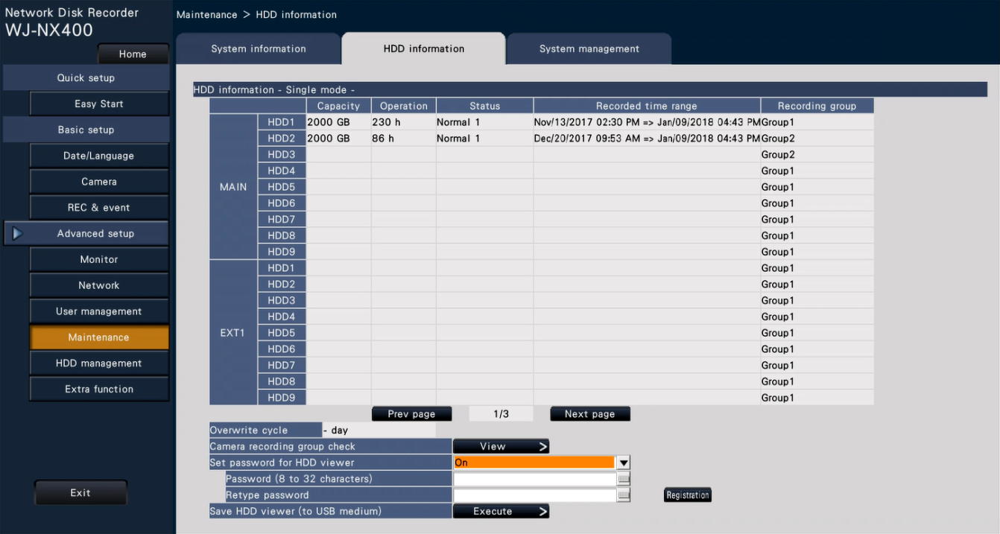 Network Disk Recorder
WJ-NX400
Home
Quick setup
Easy Start
Basic setup
Date/Language
Camera
REC & event
Advanced setup
Monitor
Network
User management
Maintenance
HDD management
Extra function
Exit
Maintenance > HDD information
System information HDD information System management
HDD information - Single mode -
Capacity Operation Status Recorded time range Recording group
MAIN
HDD1 2000 GB 230 h Normal 1 Nov/13/2017 02:30 PM => Jan/09/2018 04:43 PM Group1
HDD2 2000 GB 86 h Normal 1 Dec/20/2017 09:53 AM => Jan/09/2018 04:43 PM Group2
HDD3 Group2
HDD4 Group1
HDD5 Group1
HDD6 Group1
HDD7 Group1
HDD8 Group1
HDD9 Group1
EXT1
HDD1 Group1
HDD2 Group1
HDD3 Group1
HDD4 Group1
HDD5 Group1
HDD6 Group1
HDD7 Group1
HDD8 Group1
HDD9 Group1
Prev page 1/3 Next page
Overwrite cycle - day
Camera recording group check View >
Set password for HDD viewer On
Password (8 to 32 characters)
Retype password Registration
Save HDD viewer (to USB medium) Execute >